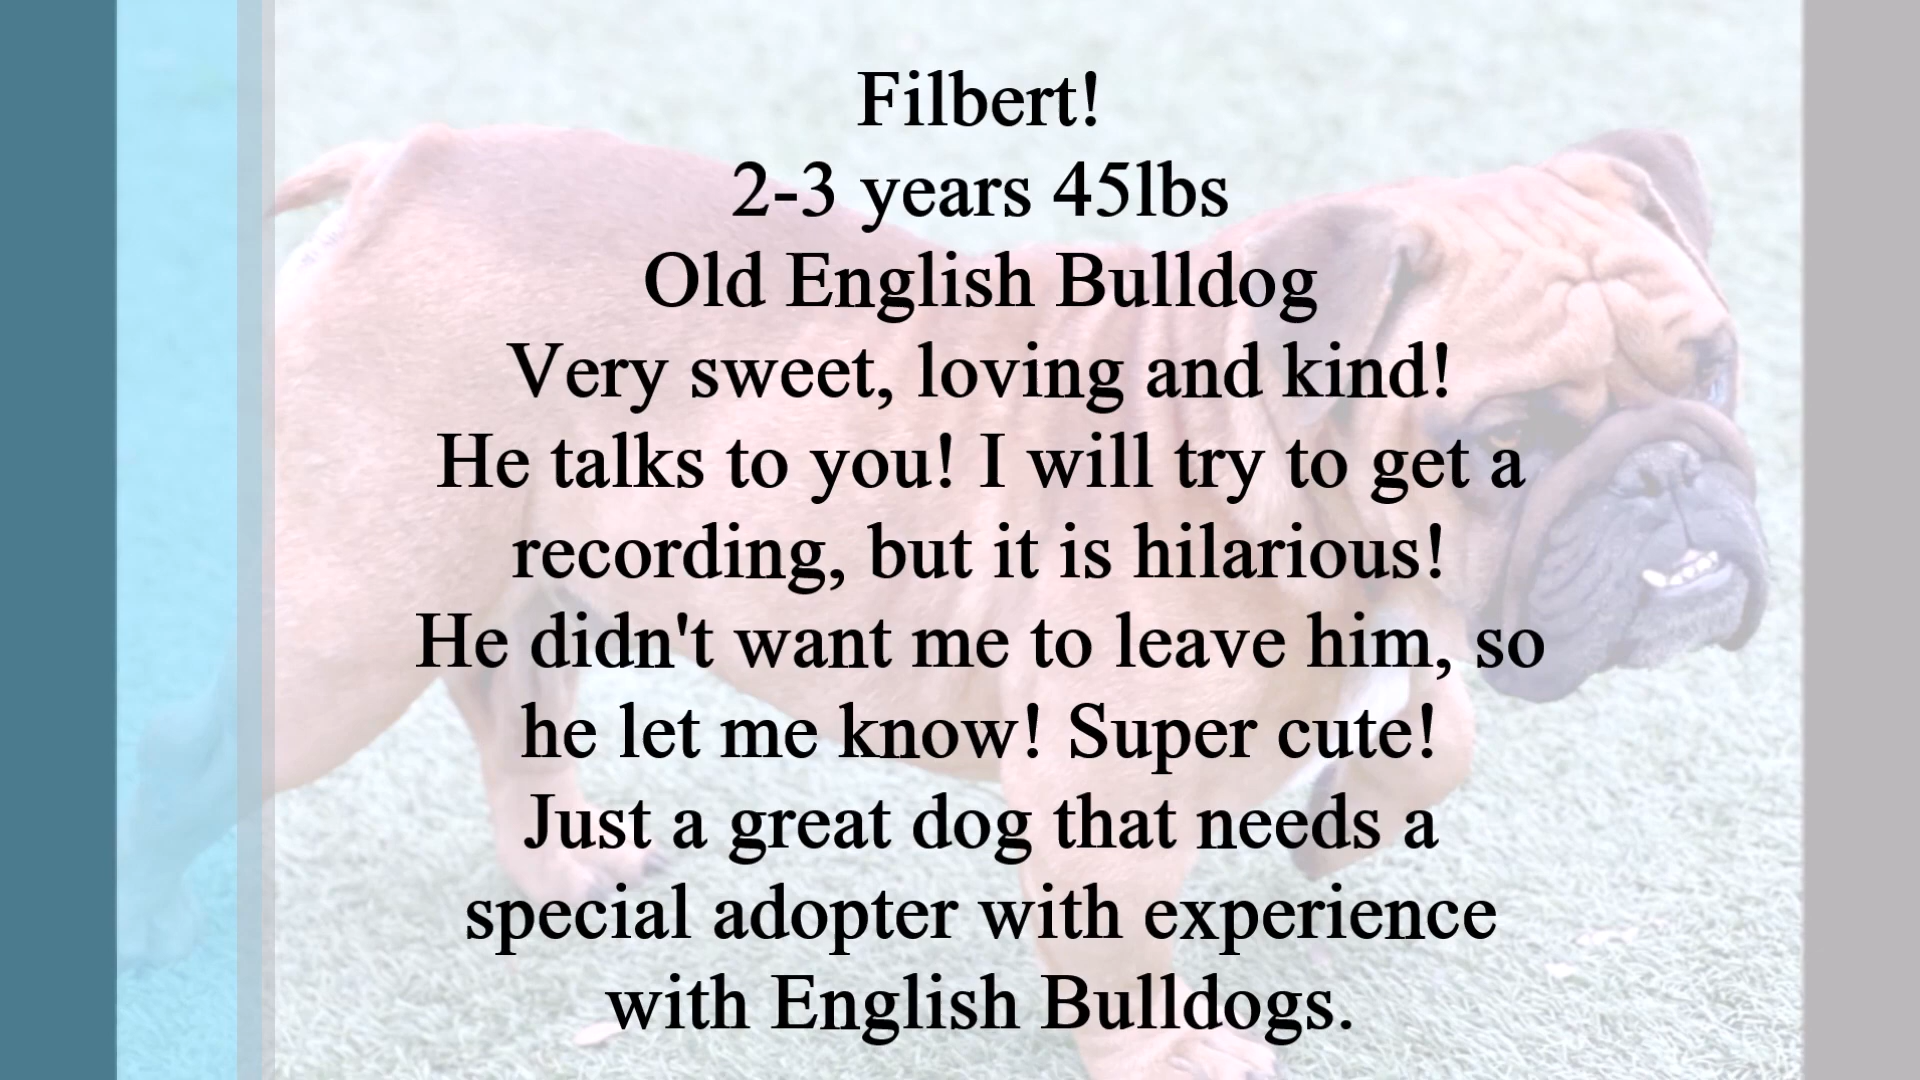 Filbert!
2-3 years 45lbs
Old English Bulldog
Very sweet, loving and kind!
He talks to you! I will try to get a
recording, but it is hilarious!
He didn't want me to leave him, so
he let me know! Super cute!
Just a great dog that needs a
special adopter with experience
with English Bulldogs.